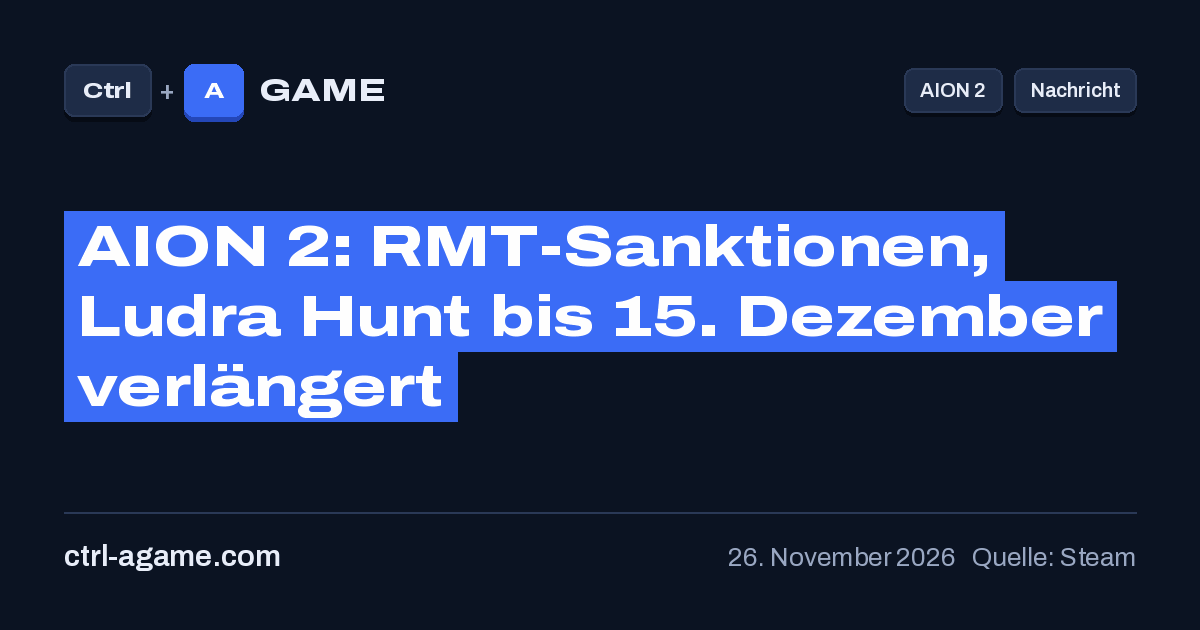 Ctrl + A GAME
AION 2
Nachricht
AION 2: RMT-Sanktionen,
Ludra Hunt bis 15. Dezember
verlängert
ctrl-agame.com
26. November 2026 Quelle: Steam